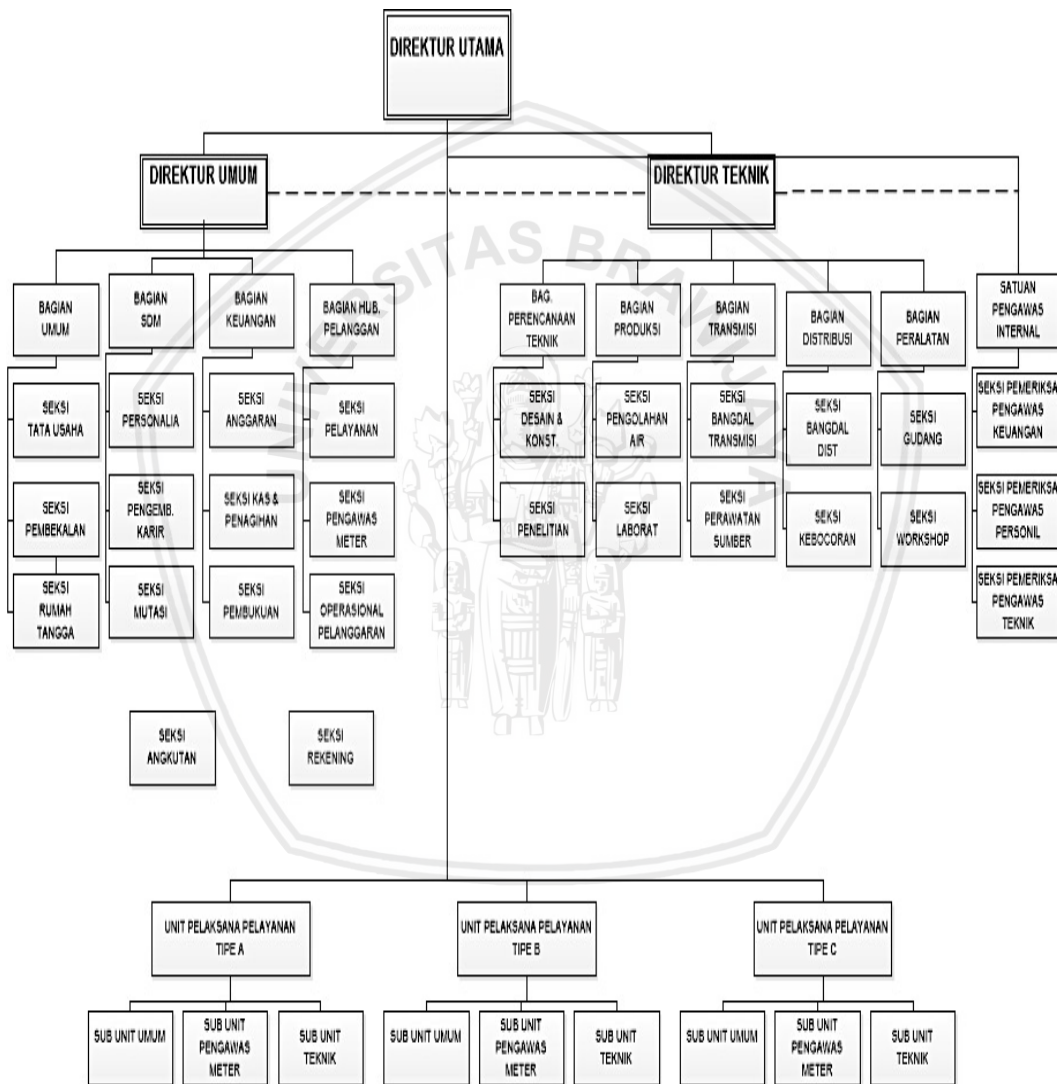 DIREKTUR UTAMA
DIREKTUR UMUM
DIREKTUR TEKNIK
BAGIAN
UMUM
BAGIAN
SDM
BAGIAN
KEUANGAN
BAGIAN HUB.
PELANGGAN
BAG.
PERENCANAAN
TEKNIK
BAGIAN
PRODUKSI
BAGIAN
TRANSMISI
BAGIAN
DISTRIBUSI
BAGIAN
PERALATAN
SATUAN
PENGAWAS
INTERNAL
SEKSI
TATA USAHA
SEKSI
PERSONALIA
SEKSI
ANGGARAN
SEKSI
PELAYANAN
SEKSI
DESAIN &
KONST.
SEKSI
PENGOLAHAN
AIR
SEKSI
BANGDAL
TRANSMISI
SEKSI
BANGDAL
DIST
SEKSI
GUDANG
SEKSI PEMERIKSA
PENGAWAS
KEUANGAN
SEKSI
PEMBEKALAN
SEKSI
PENGEMB.
KARIR
SEKSI KAS &
PENAGIHAN
SEKSI
PENGAWAS
METER
SEKSI
PENELITIAN
SEKSI
LABORAT
SEKSI
PERAWATAN
SUMBER
SEKSI
KEBOCORAN
SEKSI
WORKSHOP
SEKSI PEMERIKSA
PENGAWAS
PERSONIL
SEKSI
RUMAH
TANGGA
SEKSI
MUTASI
SEKSI
PEMBUKUAN
SEKSI
OPERASIONAL
PELANGGARAN
SEKSI PEMERIKSA
PENGAWAS
TEKNIK
SEKSI
ANGKUTAN
SEKSI
REKENING
UNIT PELAKSANA PELAYANAN
TIPE A
UNIT PELAKSANA PELAYANAN
TIPE B
UNIT PELAKSANA PELAYANAN
TIPE C
SUB UNIT UMUM
SUB UNIT
PENGAWAS
METER
SUB UNIT
TEKNIK
SUB UNIT UMUM
SUB UNIT
PENGAWAS
METER
SUB UNIT
TEKNIK
SUB UNIT UMUM
SUB UNIT
PENGAWAS
METER
SUB UNIT
TEKNIK
UNIVERSITAS BRAWIJAYA